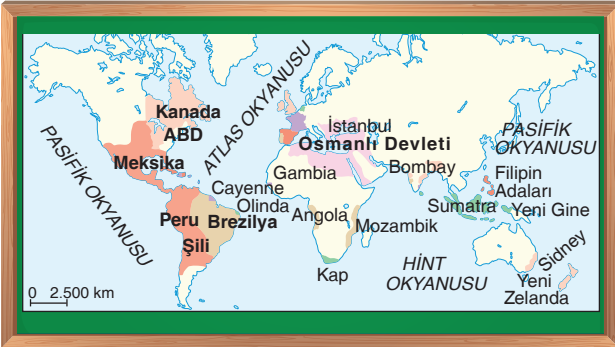 ATLAS OKYANUSU
Kanada
ABD
İstanbul
Osmanlı Devleti
PASİFİK
OKYANUSU
PASİFİK OKYANUSU
Meksika
Gambia
Bombay
Filipin
Adaları
Cayenne
Olinda
Peru
Brezilya
Angola
Mozambik
Sumatra
Yeni Gine
Şili
Kap
HİNT
OKYANUSU
Sidney
Yeni
Zelanda
0 2.500 km